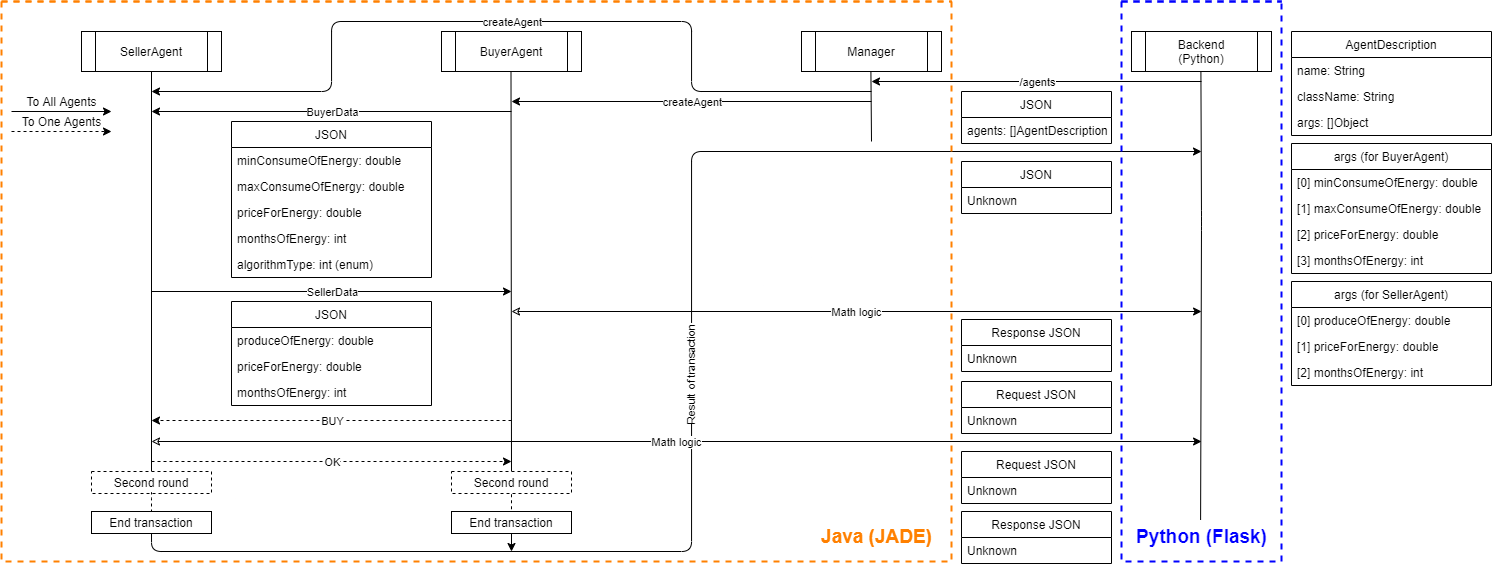 createAgent
SellerAgent
BuyerAgent
Manager
Backend
(Python)
AgentDescription
name: String
className: String
args: []Object
/agents
createAgent
JSON
agents: []AgentDescription
To All Agents
To One Agents
BuyerData
JSON
minConsumeOfEnergy: double
maxConsumeOfEnergy: double
priceForEnergy: double
monthsOfEnergy: int
algorithmType: int (enum)
JSON
Unknown
args (for BuyerAgent)
[0] minConsumeOfEnergy: double
[1] maxConsumeOfEnergy: double
[2] priceForEnergy: double
[3] monthsOfEnergy: int
SellerData
JSON
produceOfEnergy: double
priceForEnergy: double
monthsOfEnergy: int
Math logic
args (for SellerAgent)
[0] produceOfEnergy: double
[1] priceForEnergy: double
[2] monthsOfEnergy: int
Result of transaction
Response JSON
Unknown
Request JSON
Unknown
BUY
Math logic
OK
Request JSON
Unknown
Second round
Second round
End transaction
End transaction
Response JSON
Unknown
Java (JADE)
Python (Flask)